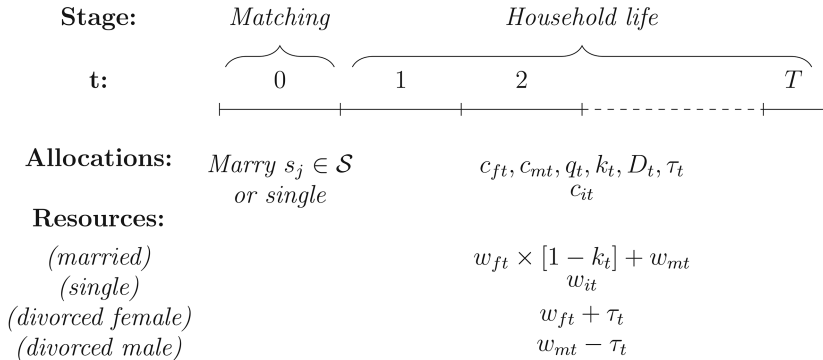 Stage: Matching Household life
t: 0 1 2 T
Allocations: Marry s_j ∈ 𝒮 c_{ft}, c_{mt}, q_t, k_t, D_t, τ_t
or single c_{it}
Resources:
(married) w_{ft} × [1 − k_t] + w_{mt}
(single) w_{it}
(divorced female) w_{ft} + τ_t
(divorced male) w_{mt} − τ_t